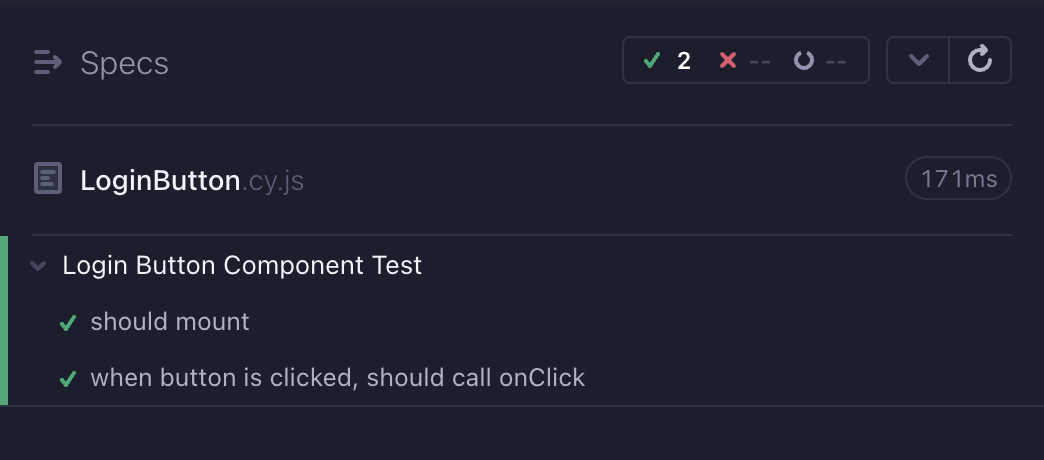 Specs 2 -- --
LoginButton.cy.js 171ms
Login Button Component Test
should mount
when button is clicked, should call onClick